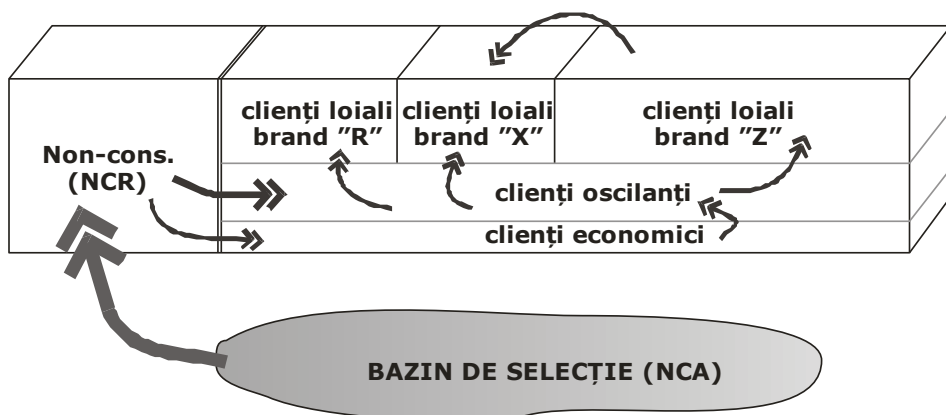 clienți loiali
brand ”R”
clienți loiali
brand ”X”
clienți loiali
brand ”Z”
Non-cons.
(NCR)
clienți oscilanți
clienți economici
BAZIN DE SELECȚIE (NCA)